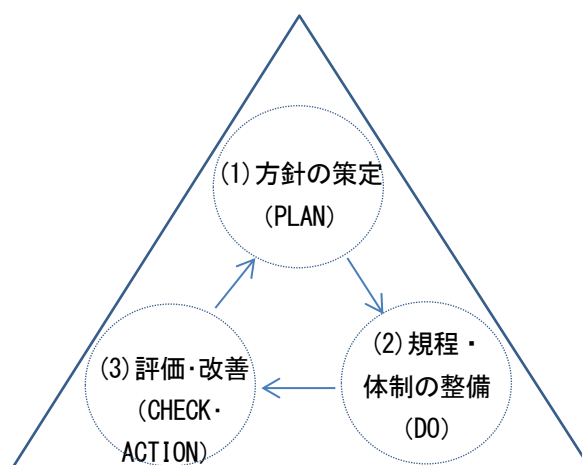 (1)方針の策定
(PLAN)
(2)規程・
体制の整備
(DO)
(3)評価・改善
(CHECK・
ACTION)